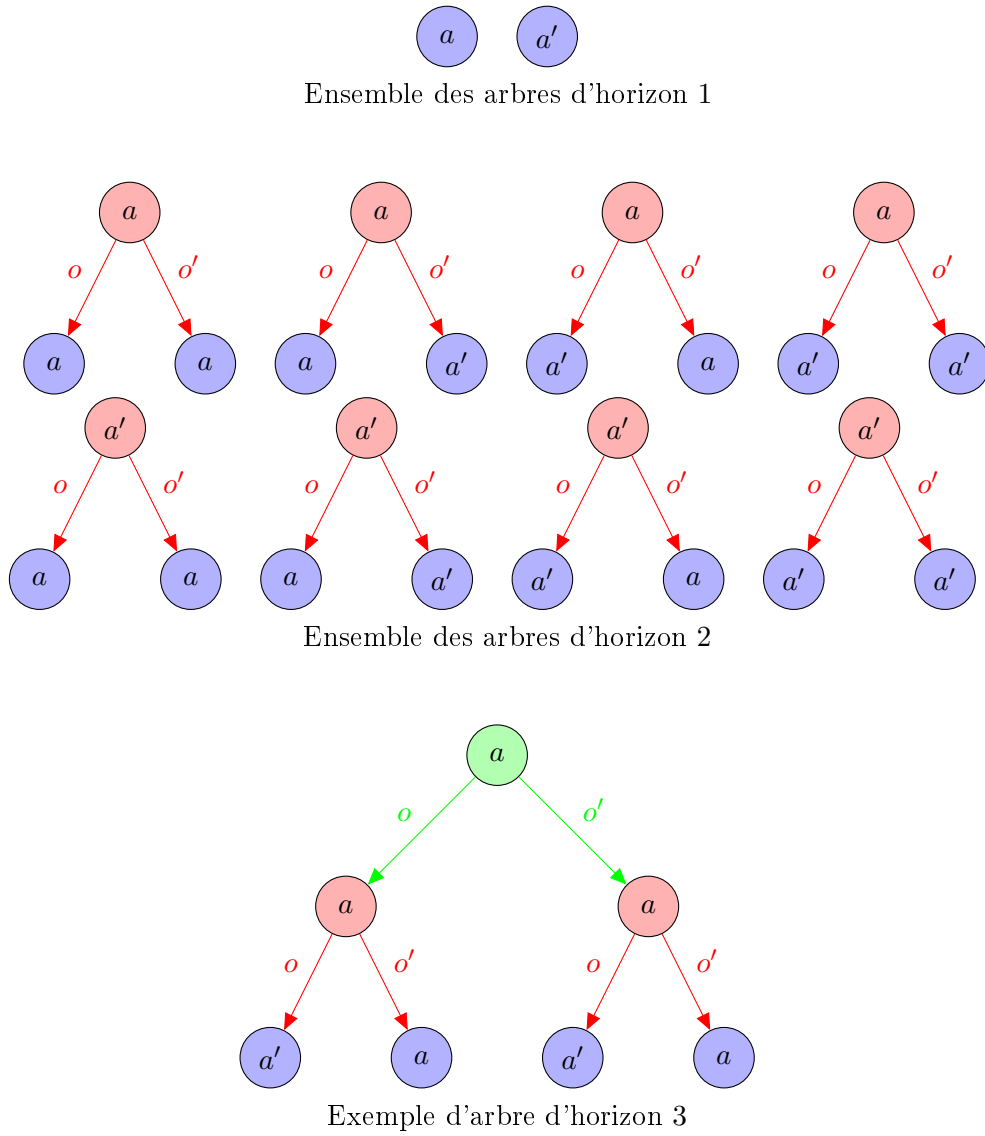 a a′
Ensemble des arbres d'horizon 1
a a a a
o o′ o o′ o o′ o o′
a a a a′ a′ a a′ a′
a′ a′ a′ a′
o o′ o o′ o o′ o o′
a a a a′ a′ a a′ a′
Ensemble des arbres d'horizon 2
a
o o′
a a
o o′ o o′
a′ a a′ a
Exemple d'arbre d'horizon 3